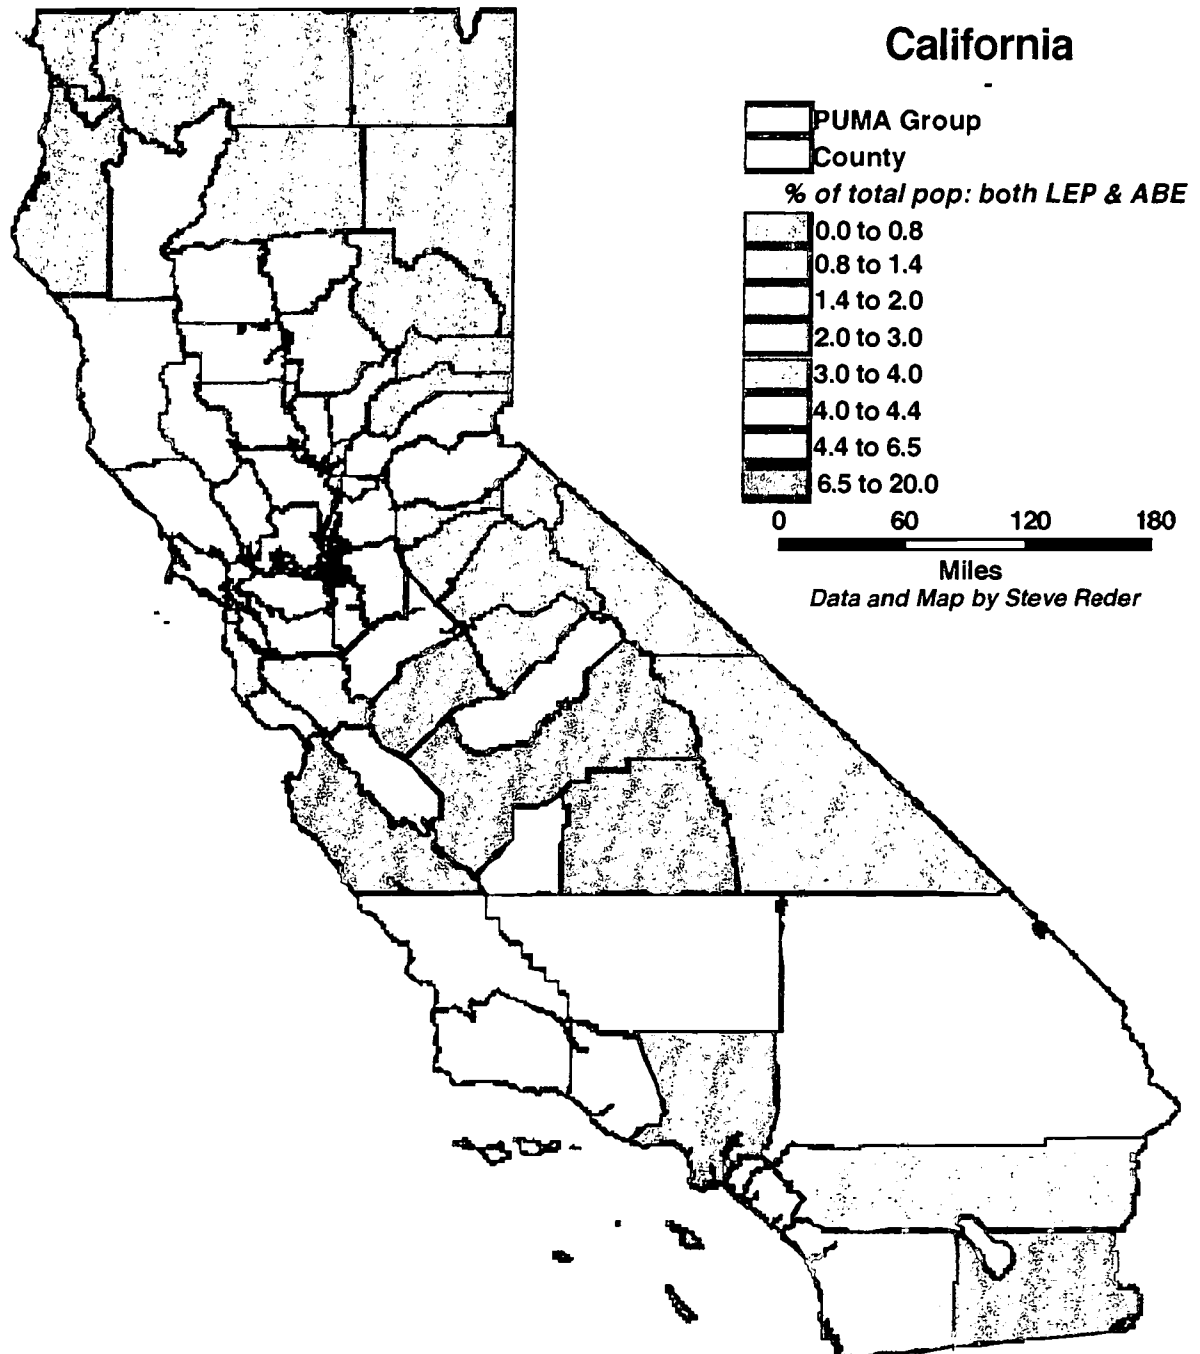 California
PUMA Group
County
% of total pop: both LEP & ABE
0.0 to 0.8
0.8 to 1.4
1.4 to 2.0
2.0 to 3.0
3.0 to 4.0
4.0 to 4.4
4.4 to 6.5
6.5 to 20.0
0 60 120 180
Miles
Data and Map by Steve Reder